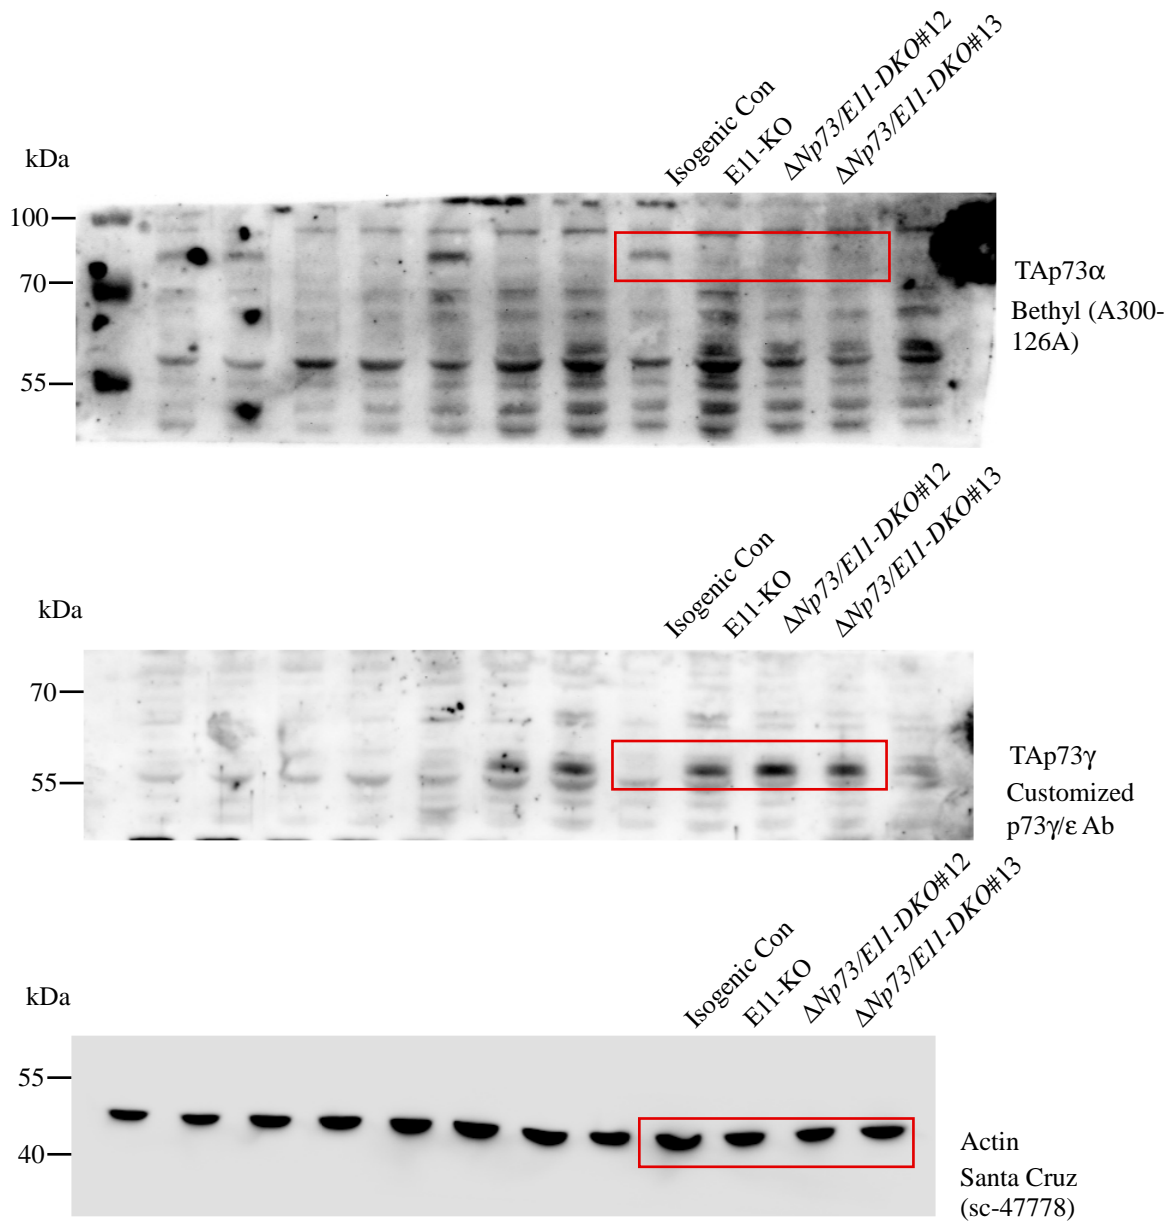 Isogenic Con
E11-KO
ΔNp73/E11-DKO#12
ΔNp73/E11-DKO#13
kDa
100
70
55
TAp73α
Bethyl (A300-
126A)
Isogenic Con
E11-KO
ΔNp73/E11-DKO#12
ΔNp73/E11-DKO#13
kDa
70
55
TAp73γ
Customized
p73γ/ε Ab
Isogenic Con
E11-KO
ΔNp73/E11-DKO#12
ΔNp73/E11-DKO#13
kDa
55
40
Actin
Santa Cruz
(sc-47778)